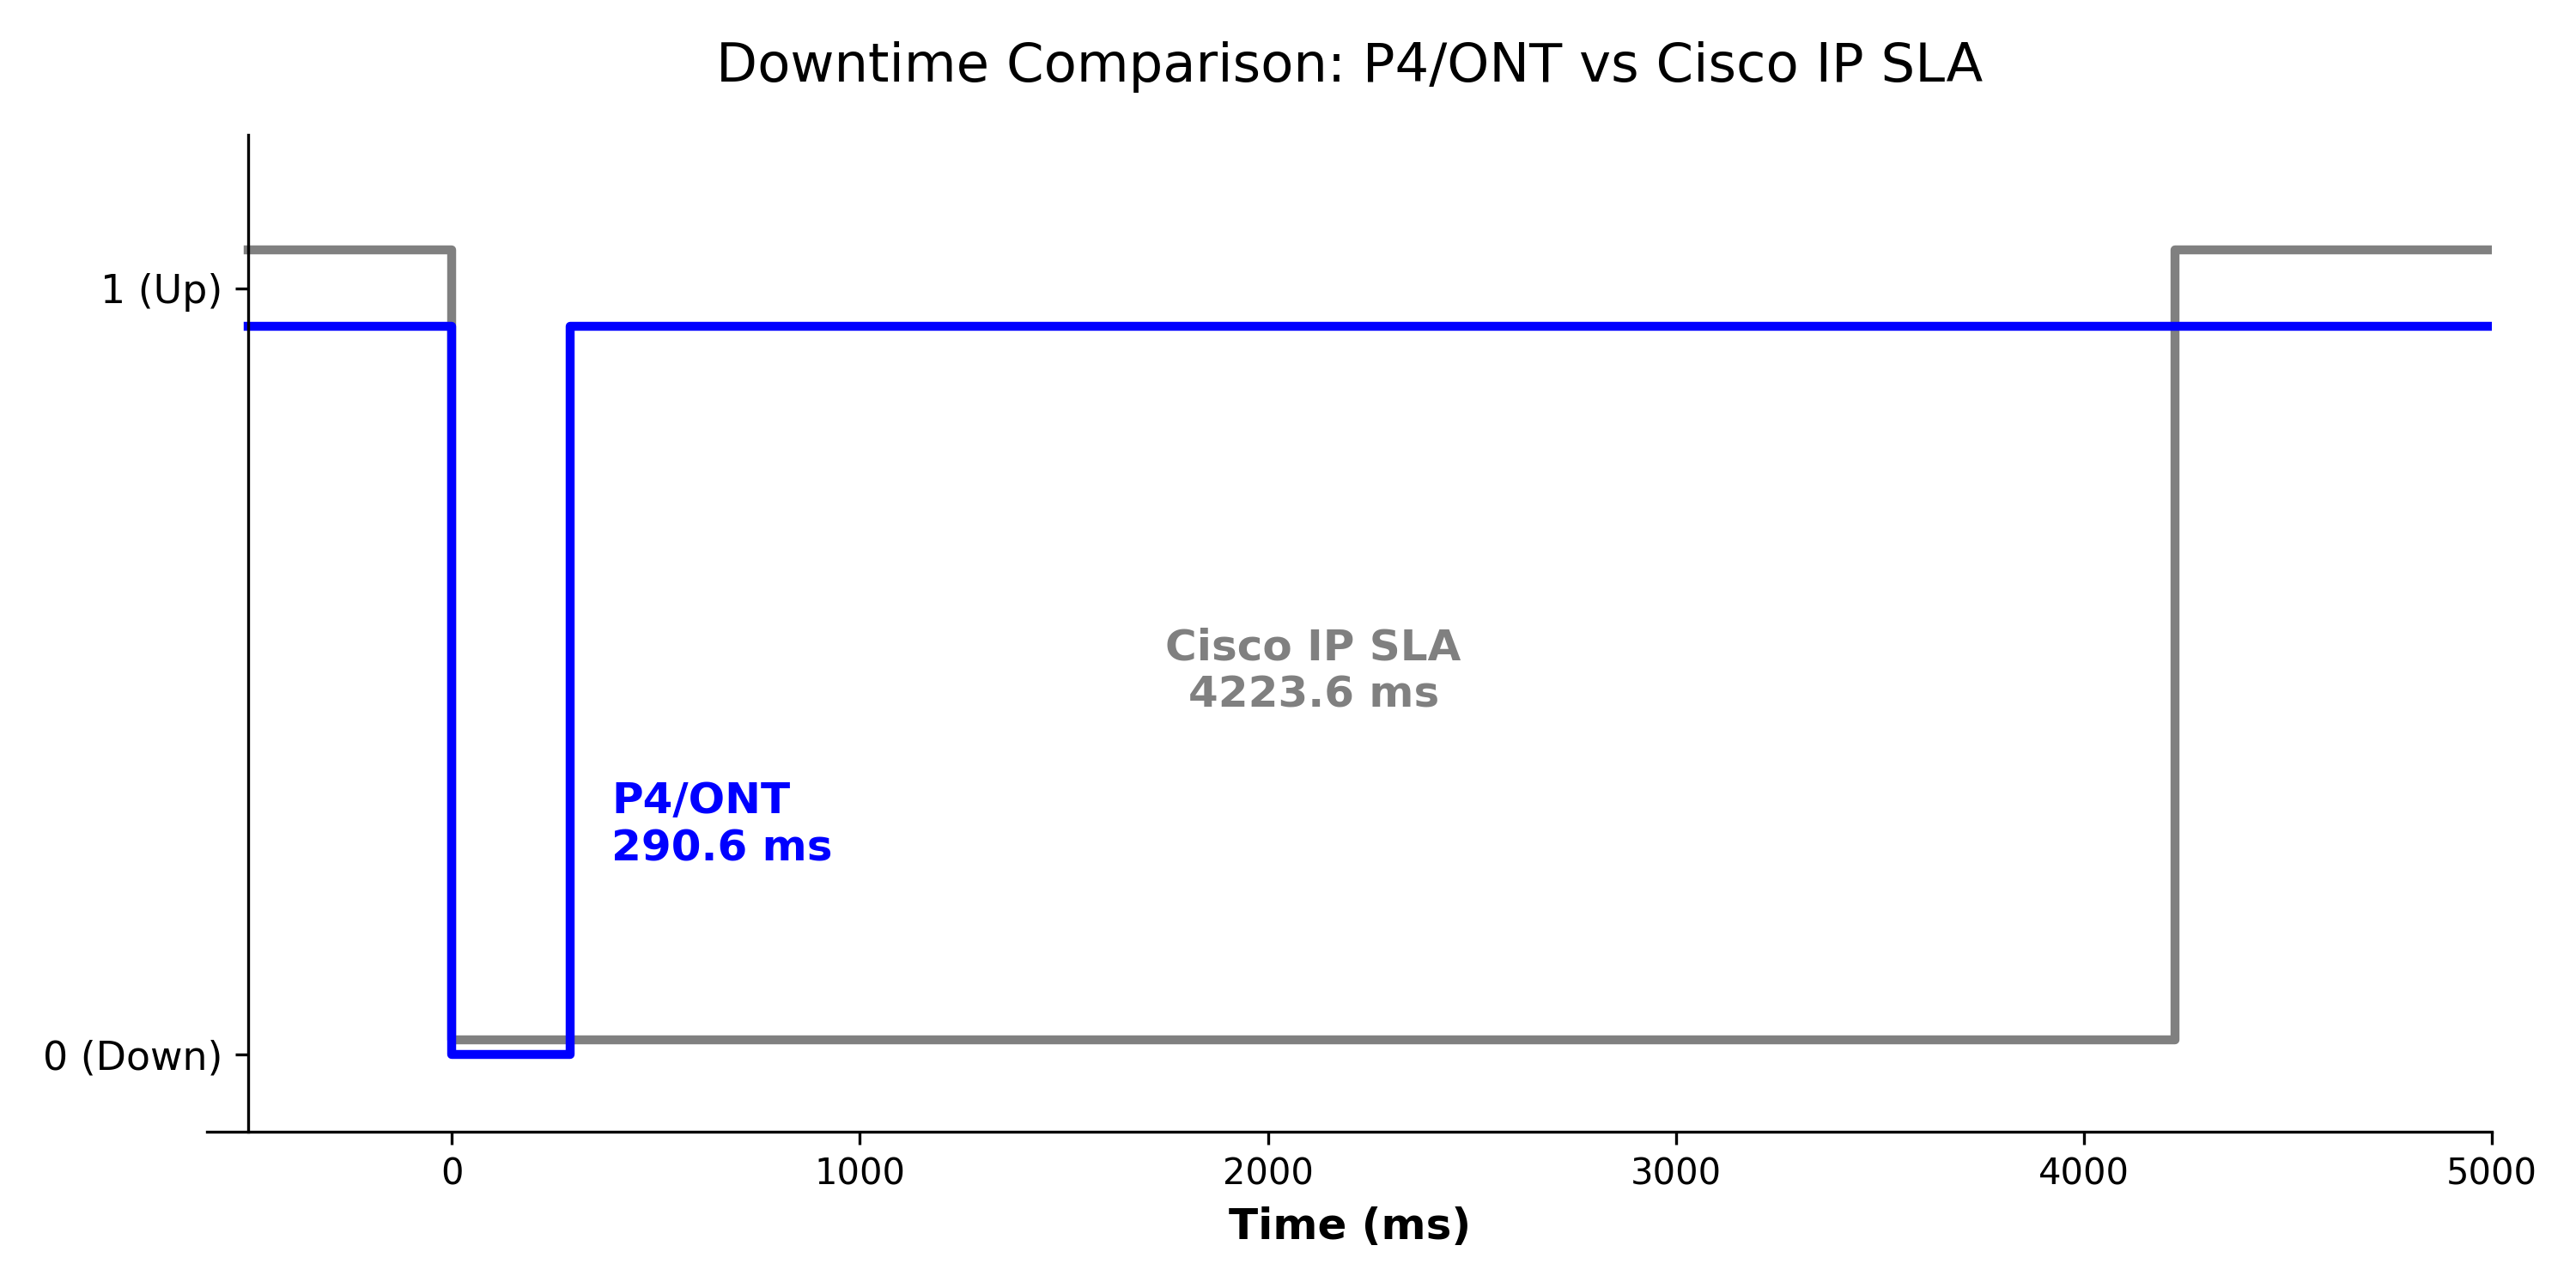 Downtime Comparison: P4/ONT vs Cisco IP SLA
1 (Up)
Cisco IP SLA
4223.6 ms
P4/ONT
290.6 ms
0 (Down)
0
1000
2000
3000
4000
5000
Time (ms)